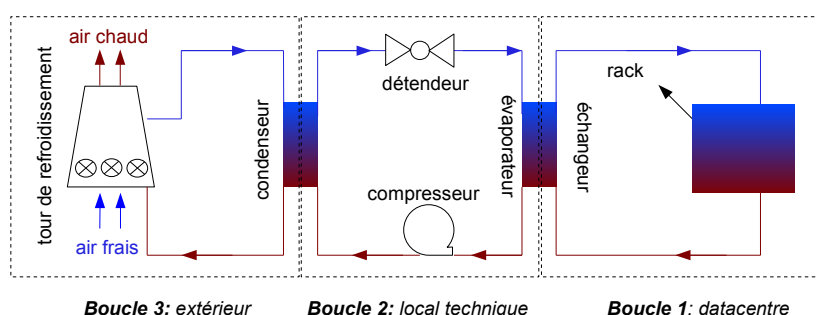 air chaud
tour de refroidissement
air frais
condenseur
détendeur
compresseur
évaporateur
échangeur
rack
Boucle 3: extérieur
Boucle 2: local technique
Boucle 1: datacentre